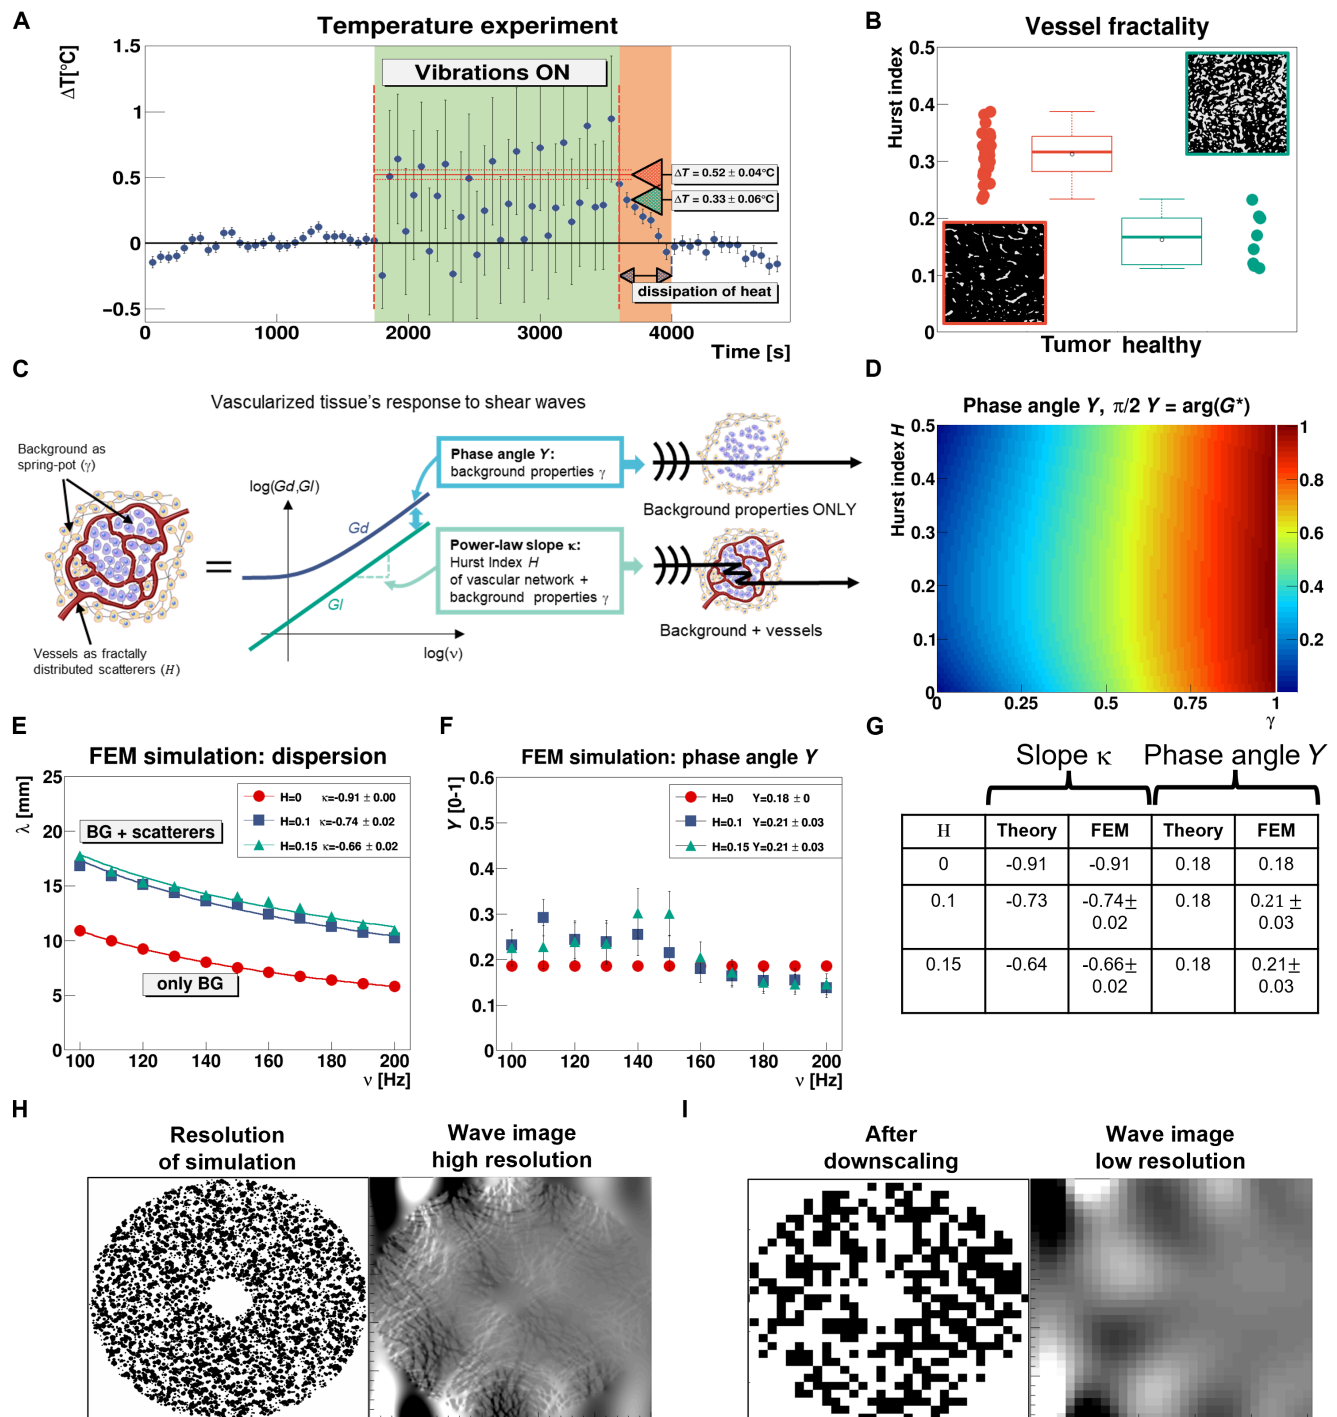 A
Temperature experiment
ΔT[°C]
1.5
1
0.5
0
−0.5
Vibrations ON
ΔT = 0.52 ± 0.04°C
ΔT = 0.33 ± 0.06°C
dissipation of heat
0
1000
2000
3000
4000
Time [s]
B
Vessel fractality
Hurst index
0.5
0.4
0.3
0.2
0.1
0
Tumor healthy
C
Vascularized tissue's response to shear waves
Background as
spring-pot (γ)
Vessels as fractally
distributed scatterers (H)
=
log(Gd,Gl)
Gd
Gl
log(ν)
Phase angle Y:
background properties γ
Power-law slope κ:
Hurst Index H
of vascular network +
background properties γ
Background properties ONLY
Background + vessels
D
Phase angle Y, π/2 Y = arg(G*)
Hurst index H
0.5
0.4
0.3
0.2
0.1
0
0
0.25
0.5
0.75
1
γ
1
0.8
0.6
0.4
0.2
E
FEM simulation: dispersion
λ [mm]
25
20
15
10
5
0
H=0 κ=-0.91 ± 0.00
H=0.1 κ=-0.74 ± 0.02
H=0.15 κ=-0.66 ± 0.02
BG + scatterers
only BG
100
120
140
160
180
200
ν [Hz]
F
FEM simulation: phase angle Y
Y [0-1]
0.6
0.5
0.4
0.3
0.2
0.1
0
H=0 Y=0.18 ± 0
H=0.1 Y=0.21 ± 0.03
H=0.15 Y=0.21 ± 0.03
100
120
140
160
180
200
ν [Hz]
G
Slope κ Phase angle Y
H Theory FEM Theory FEM
0 -0.91 -0.91 0.18 0.18
0.1 -0.73 -0.74± 0.18 0.21 ±
0.02 0.03
0.15 -0.64 -0.66± 0.18 0.21±
0.02 0.03
H
Resolution
of simulation
Wave image
high resolution
I
After
downscaling
Wave image
low resolution